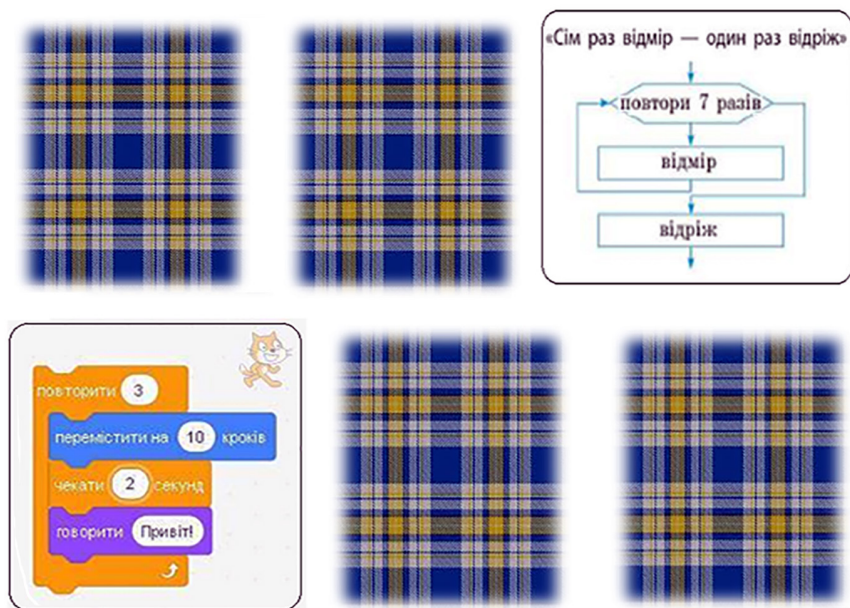 «Сім раз відмір — один раз відріж»
повтори 7 разів
відмір
відріж
повторити 3
перемістити на 10 кроків
чекати 2 секунд
говорити Привіт!